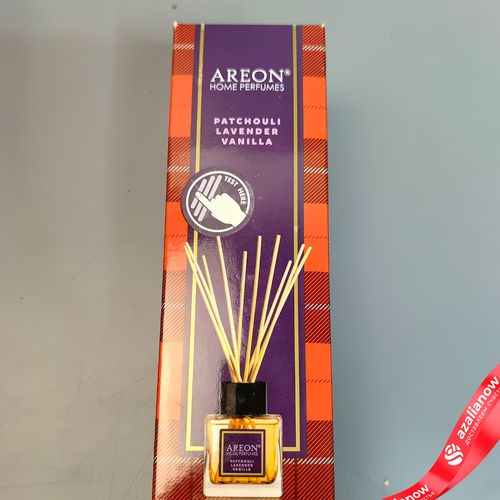 AREON®
HOME PERFUMES
PATCHOULI
LAVENDER
VANILLA
TEST HERE
AREON®
HOME PERFUMES
PATCHOULI
LAVENDER
VANILLA
azalianow